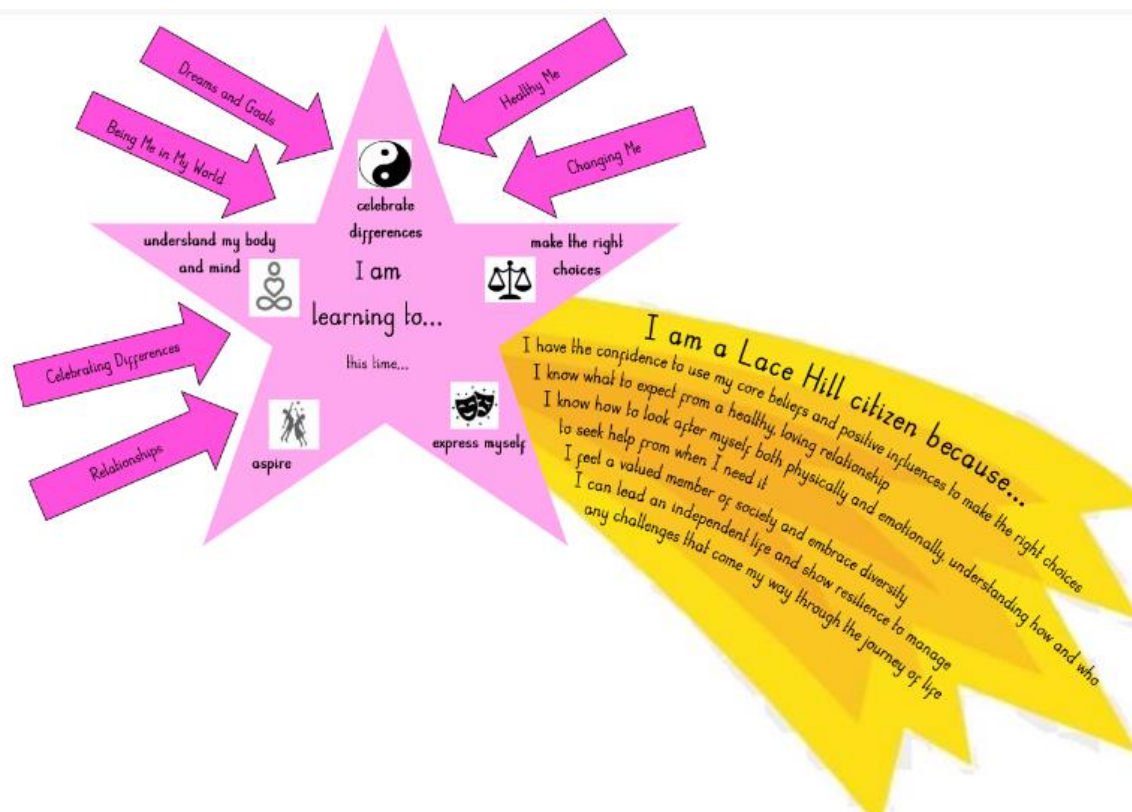 Dreams and Goals
Being Me in My World
Healthy Me
Changing Me
Celebrating Differences
Relationships
celebrate
differences
understand my body
and mind
make the right
choices
I am
learning to...
this time...
aspire
express myself
I am a Lace Hill citizen because...
I have the confidence to use my core beliefs and positive influences to make the right choices
I know what to expect from a healthy, loving relationship
I know how to look after myself both physically and emotionally, understanding how and who
to seek help from when I need it
I feel a valued member of society and embrace diversity
I can lead an independent life and show resilience to manage
any challenges that come my way through the journey of life